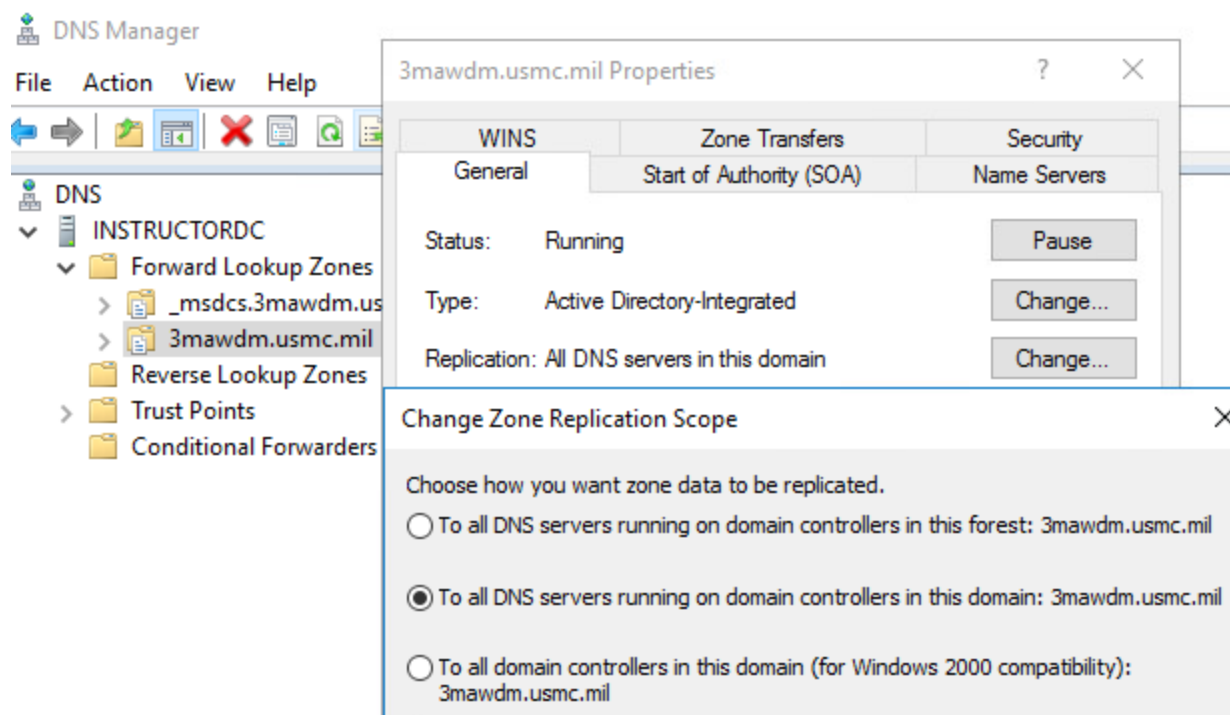 DNS Manager
File Action View Help
DNS
INSTRUCTORDC
Forward Lookup Zones
_msdcs.3mawdm.us
3mawdm.usmc.mil
Reverse Lookup Zones
Trust Points
Conditional Forwarders
3mawdm.usmc.mil Properties
?
WINS Zone Transfers Security
General Start of Authority (SOA) Name Servers
Status: Running Pause
Type: Active Directory-Integrated Change...
Replication: All DNS servers in this domain Change...
Change Zone Replication Scope
Choose how you want zone data to be replicated.
To all DNS servers running on domain controllers in this forest: 3mawdm.usmc.mil
To all DNS servers running on domain controllers in this domain: 3mawdm.usmc.mil
To all domain controllers in this domain (for Windows 2000 compatibility):
3mawdm.usmc.mil